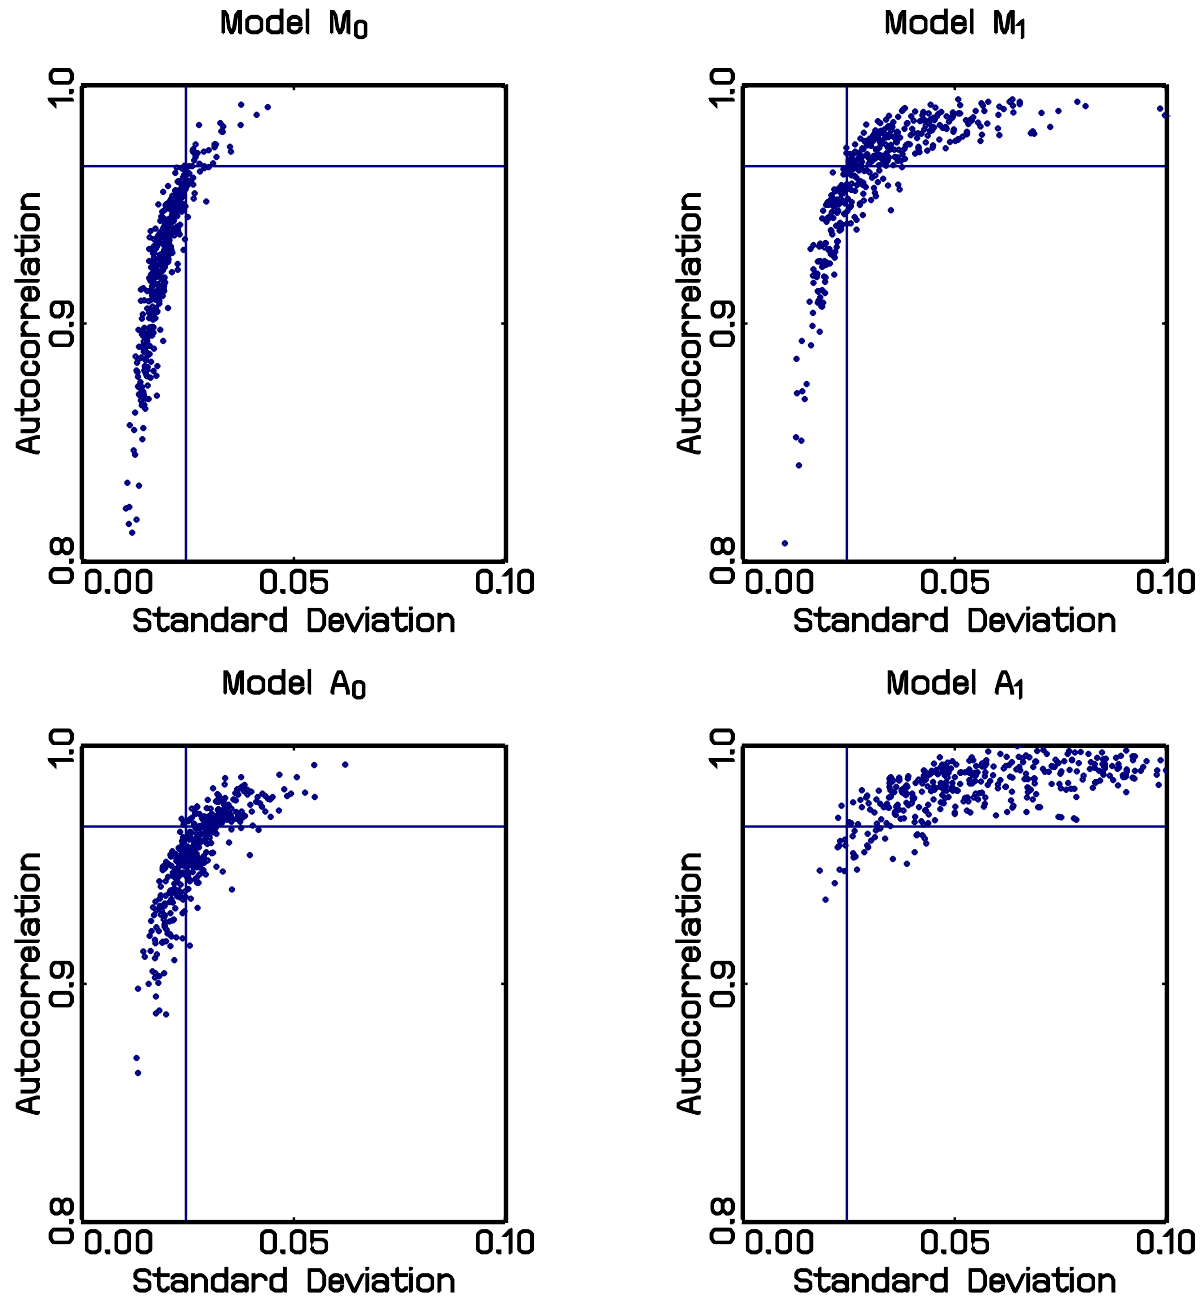 Model M0
1.0
0.9
0.8
Autocorrelation
0.00 0.05 0.10
Standard Deviation
Model M1
1.0
0.9
0.8
Autocorrelation
0.00 0.05 0.10
Standard Deviation
Model A0
1.0
0.9
0.8
Autocorrelation
0.00 0.05 0.10
Standard Deviation
Model A1
1.0
0.9
0.8
Autocorrelation
0.00 0.05 0.10
Standard Deviation